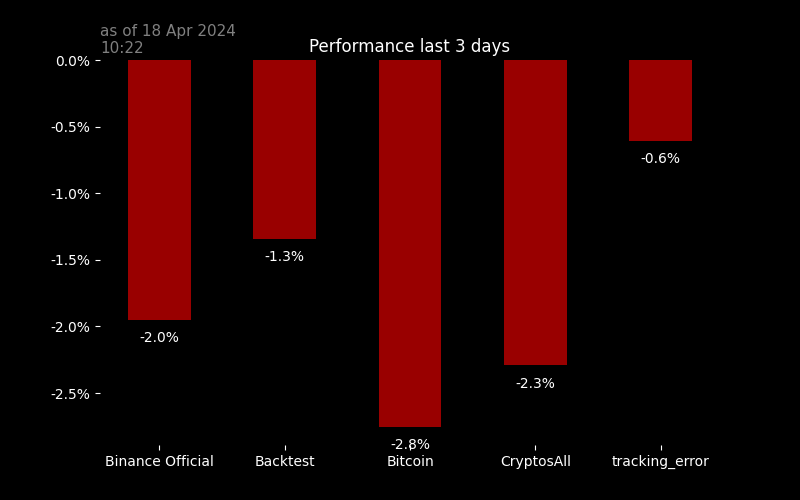 as of 18 Apr 2024
10:22
Performance last 3 days
0.0%
-0.5%
-1.0%
-1.5%
-2.0%
-2.5%
-2.0%
-1.3%
-2.8%
-2.3%
-0.6%
Binance Official
Backtest
Bitcoin
CryptosAll
tracking_error